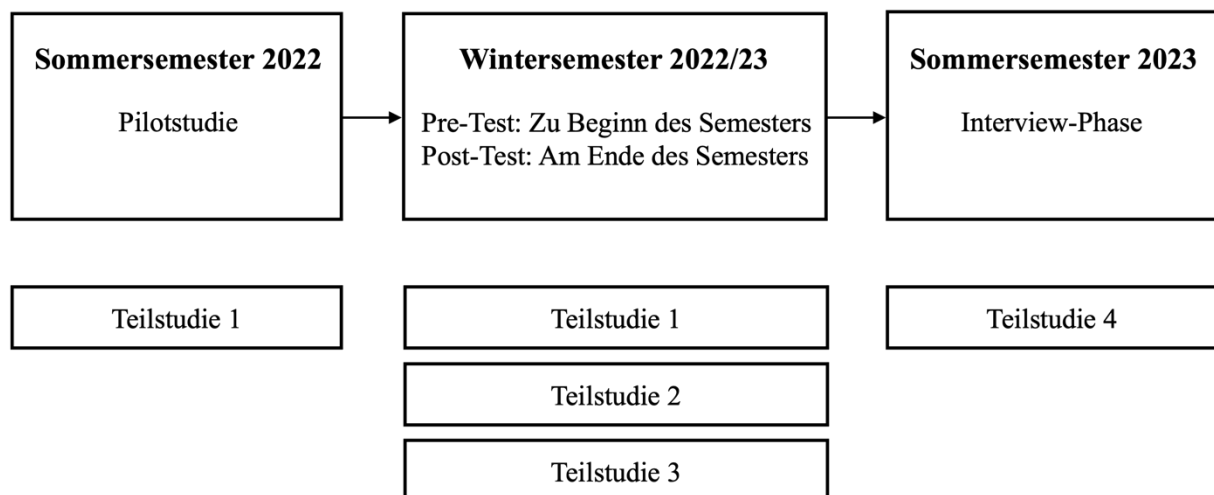 Sommersemester 2022
Pilotstudie
Wintersemester 2022/23
Pre-Test: Zu Beginn des Semesters
Post-Test: Am Ende des Semesters
Sommersemester 2023
Interview-Phase
Teilstudie 1
Teilstudie 1
Teilstudie 2
Teilstudie 3
Teilstudie 4